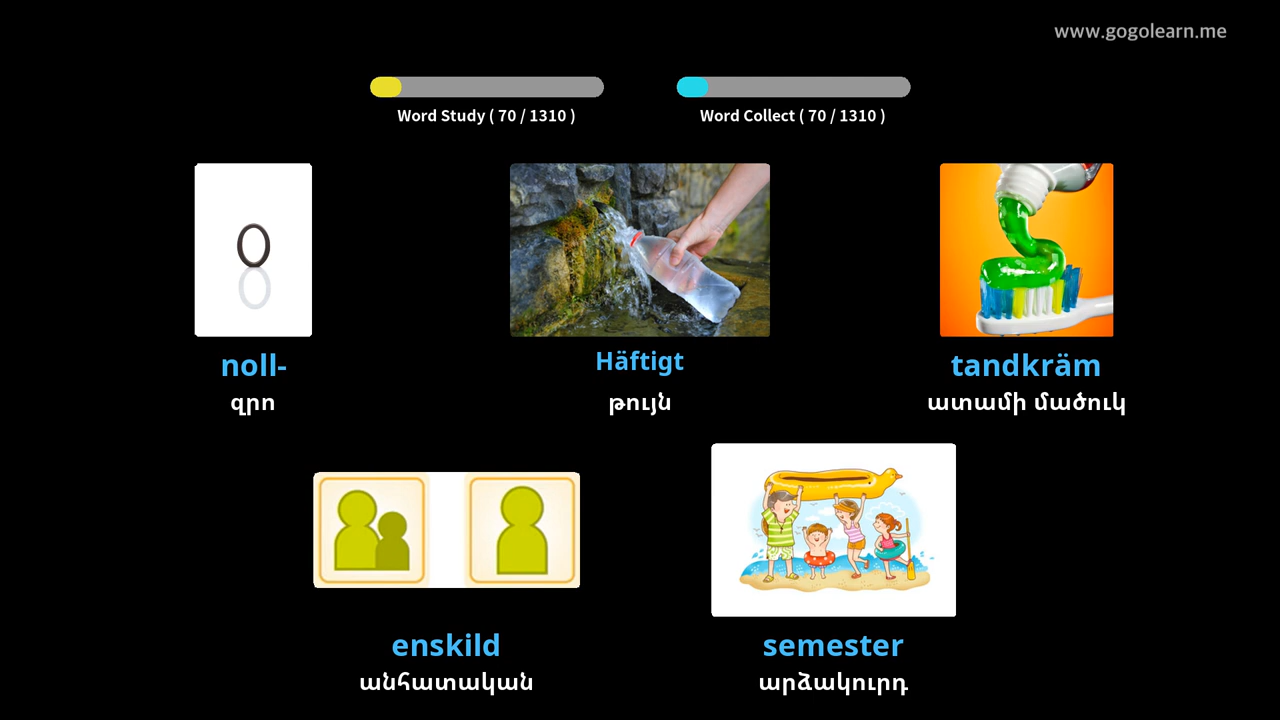 www.gogolearn.me
Word Study ( 70 / 1310 )
Word Collect ( 70 / 1310 )
noll-
Häftigt
tandkräm
զրո
թույն
ատամի մածուկ
enskild
semester
անհատական
արձակուրդ